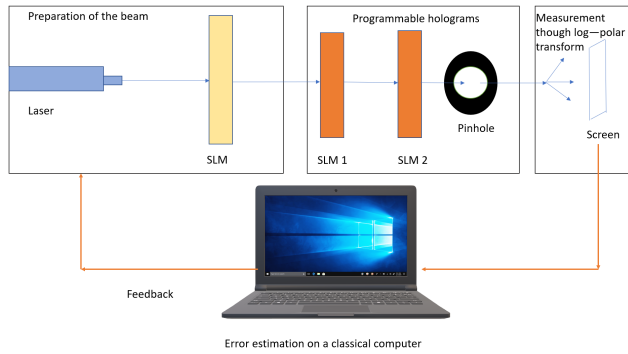 Preparation of the beam
Laser
SLM
Programmable holograms
SLM 1
SLM 2
Pinhole
Measurement
though log—polar
transform
Screen
Feedback
Error estimation on a classical computer